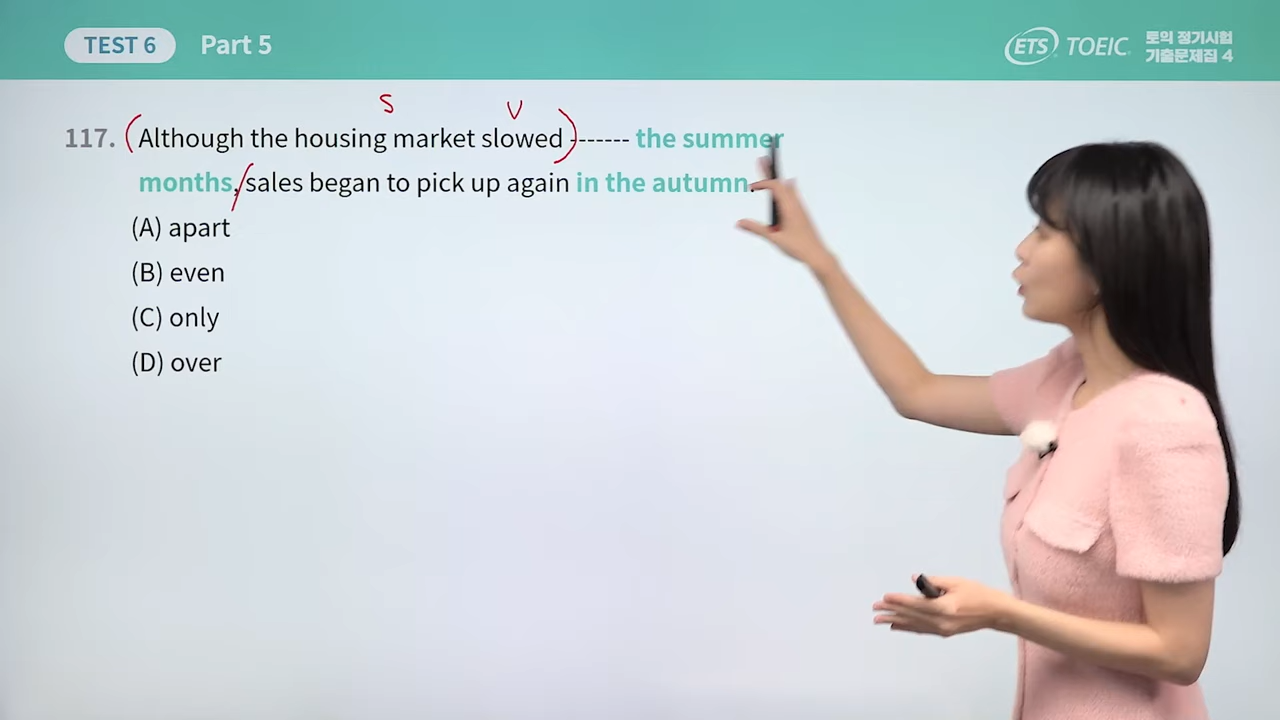 TEST 6 Part 5
ETS TOEIC 토익 정기시험
기출문제집 4
S V
117. (Although the housing market slowed) ------- the summer
months, / sales began to pick up again in the autumn.
(A) apart
(B) even
(C) only
(D) over